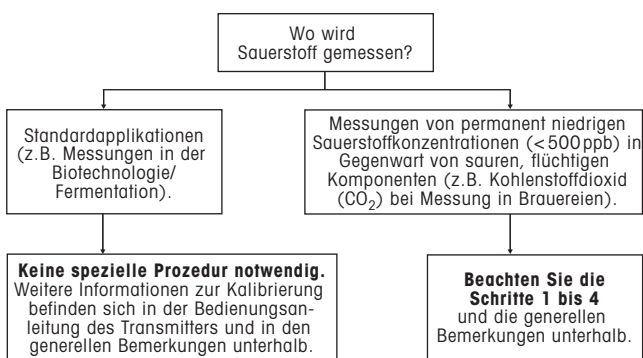 Wo wird
Sauerstoff gemessen?
Standardapplikationen
(z.B. Messungen in der
Biotechnologie/
Fermentation).
Messungen von permanent niedrigen
Sauerstoffkonzentrationen (<500 ppb) in
Gegenwart von sauren, flüchtigen
Komponenten (z.B. Kohlenstoffdioxid
(CO₂) bei Messung in Brauereien).
Keine spezielle Prozedur notwendig.
Weitere Informationen zur Kalibrierung
befinden sich in der Bedienungsan-
leitung des Transmitters und in den
generellen Bemerkungen unterhalb.
Beachten Sie die
Schritte 1 bis 4
und die generellen
Bemerkungen unterhalb.